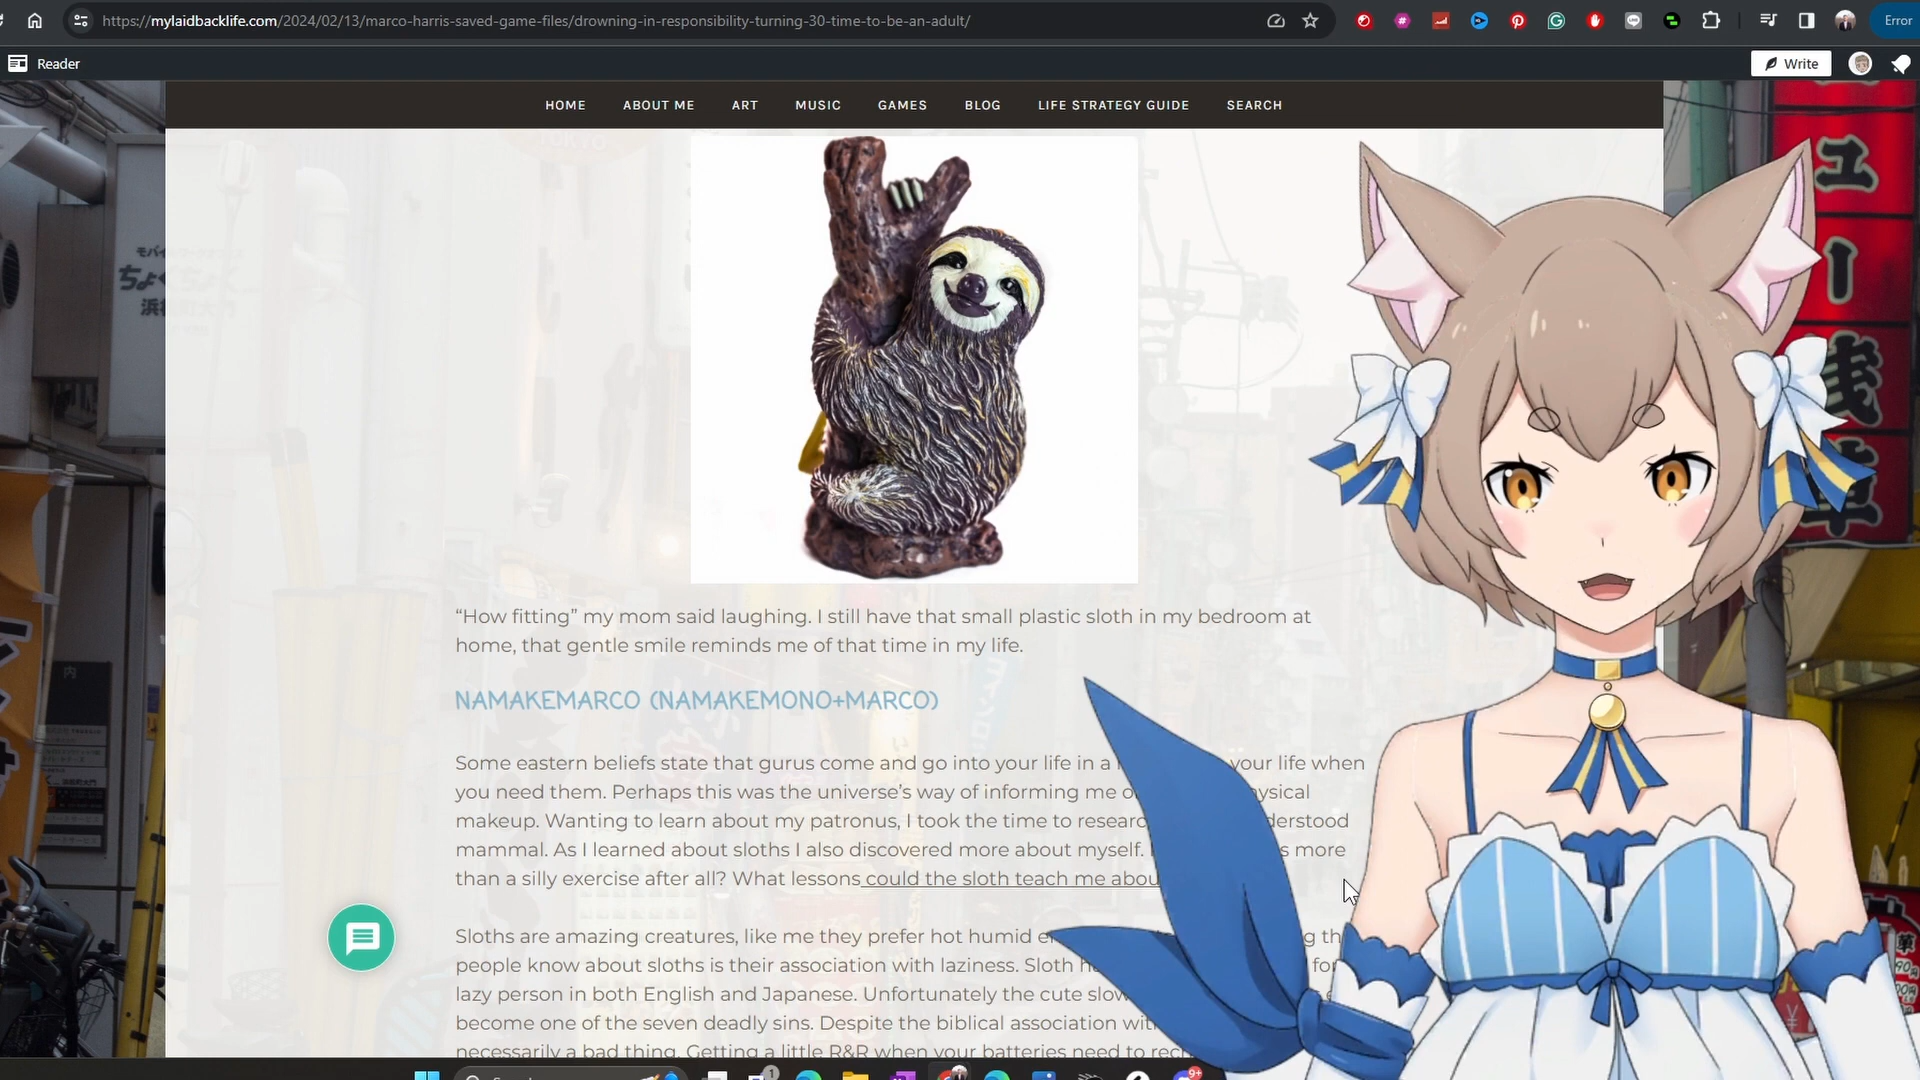 https://mylaidbacklife.com/2024/02/13/marco-harris-saved-game-files/drowning-in-responsibility-turning-30-time-to-be-an-adult/
Error
Reader
Write
HOME ABOUT ME ART MUSIC GAMES BLOG LIFE STRATEGY GUIDE SEARCH
“How fitting” my mom said laughing. I still have that small plastic sloth in my bedroom at
home, that gentle smile reminds me of that time in my life.
NAMAKEMARCO (NAMAKEMONO+MARCO)
Some eastern beliefs state that gurus come and go into your life in a your life when
you need them. Perhaps this was the universe’s way of informing me
makeup. Wanting to learn about my patronus, I took the time to
mammal. As I learned about sloths I also discovered more about myself. more
than a silly exercise after all? What lessons could the sloth teach me
Sloths are amazing creatures, like me they prefer hot humid
people know about sloths is their association with laziness. Sloth
lazy person in both English and Japanese. Unfortunately the cute
become one of the seven deadly sins. Despite the biblical association
necessarily a bad thing. Getting a little R&R when your batteries need to